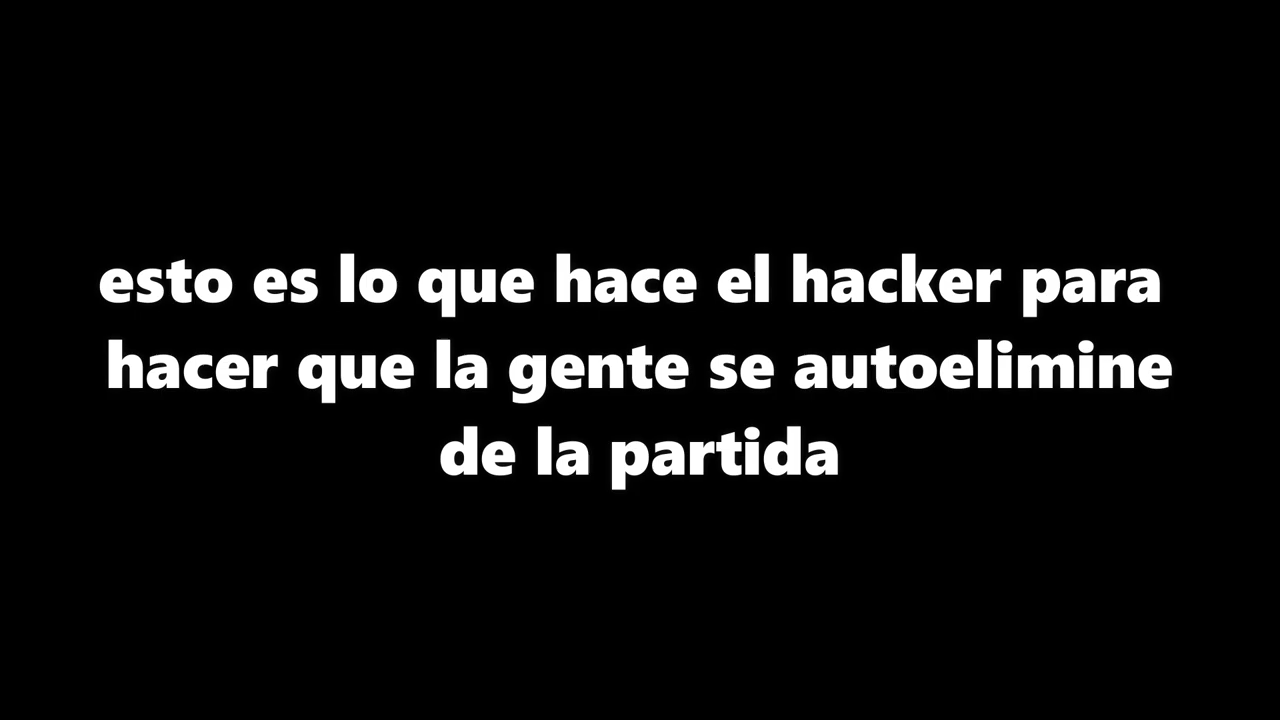 esto es lo que hace el hacker para
hacer que la gente se autoelimine
de la partida